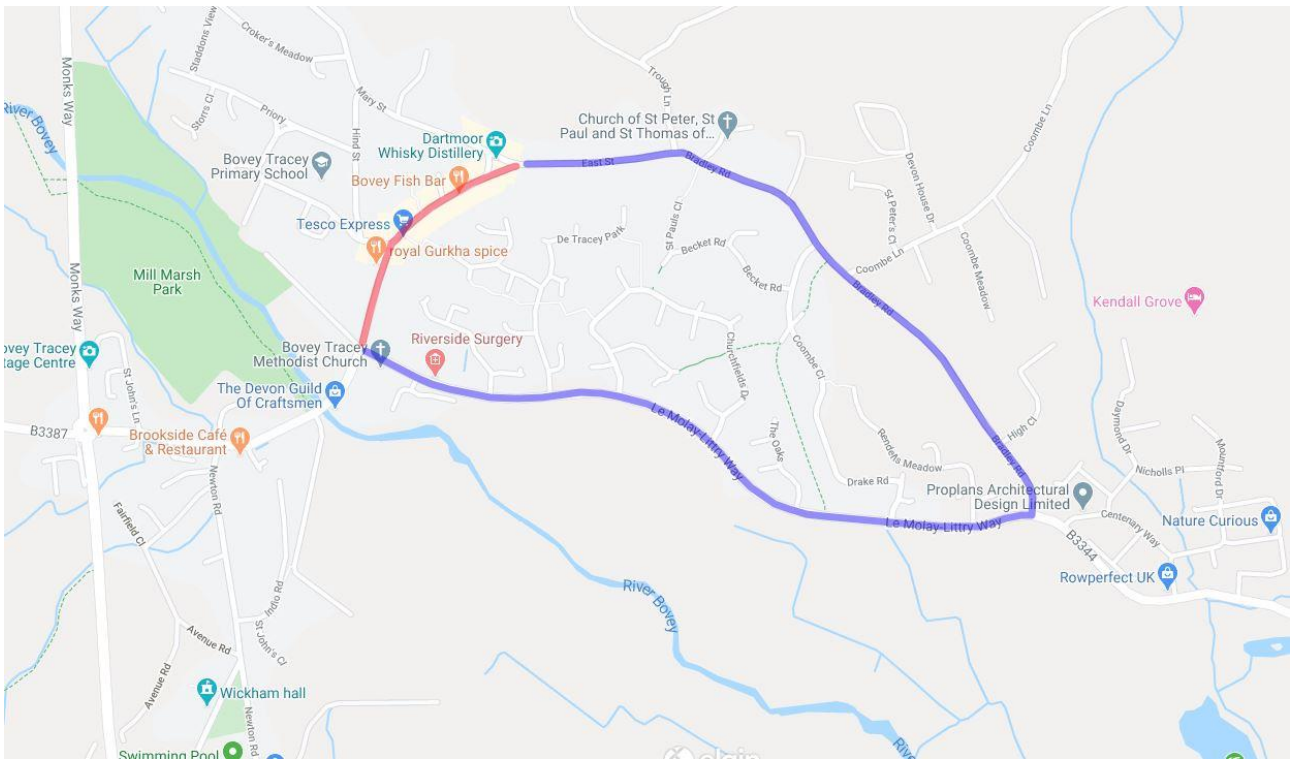 Staddons View
Croker's Meadow
Monks Way
River Bovey
Storrs Cl
Priory
Mary St
Hind St
Trough Ln
Church of St Peter, St
Paul and St Thomas of...
Coombe Ln
Dartmoor
Whisky Distillery
East St
Bradley Rd
Bovey Tracey
Primary School
Bovey Fish Bar
Devon House Dr
St Peter's Cl
Tesco Express
De Tracey Park
St Pauls Cl
Becket Rd
royal Gurkha spice
Coombe Ln
Coombe Meadow
Mill Marsh
Park
Monks Way
Becket Rd
Bradley Rd
Kendall Grove
Bovey Tracey
Methodist Church
Riverside Surgery
ovey Tracey
tage Centre
St John's Ln
Churchfields Dr
Coombe Cl
The Devon Guild
Of Craftsmen
B3387
Brookside Café
& Restaurant
Le Molay-Littry Way
The Oaks
Rendells Meadow
High Cl
Bradley Rd
Daymond Dr
Mountford Dr
Nicholls Pl
Newton Rd
Drake Rd
Proplans Architectural
Design Limited
Le Molay-Littry Way
Centenary Way
Nature Curious
B3344
Fairfield Cl
Rowperfect UK
River Bovey
Indio Rd
St John's Cl
Avenue Rd
Avenue Rd
Wickham hall
Newton Rd
Swimming Pool
River
elgin